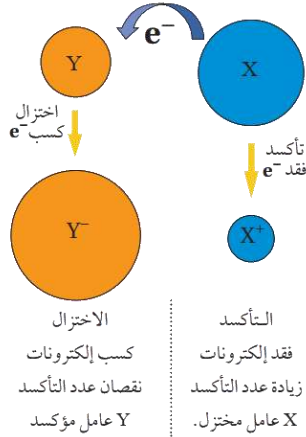 e⁻
X
Y
تأكسد
فقد e⁻
اختزال
كسب e⁻
X⁺
Y⁻
التأكسد
فقد إلكترونات
زيادة عدد التأكسد
X عامل مختزل.
الاختزال
كسب إلكترونات
نقصان عدد التأكسد
Y عامل مؤكسد